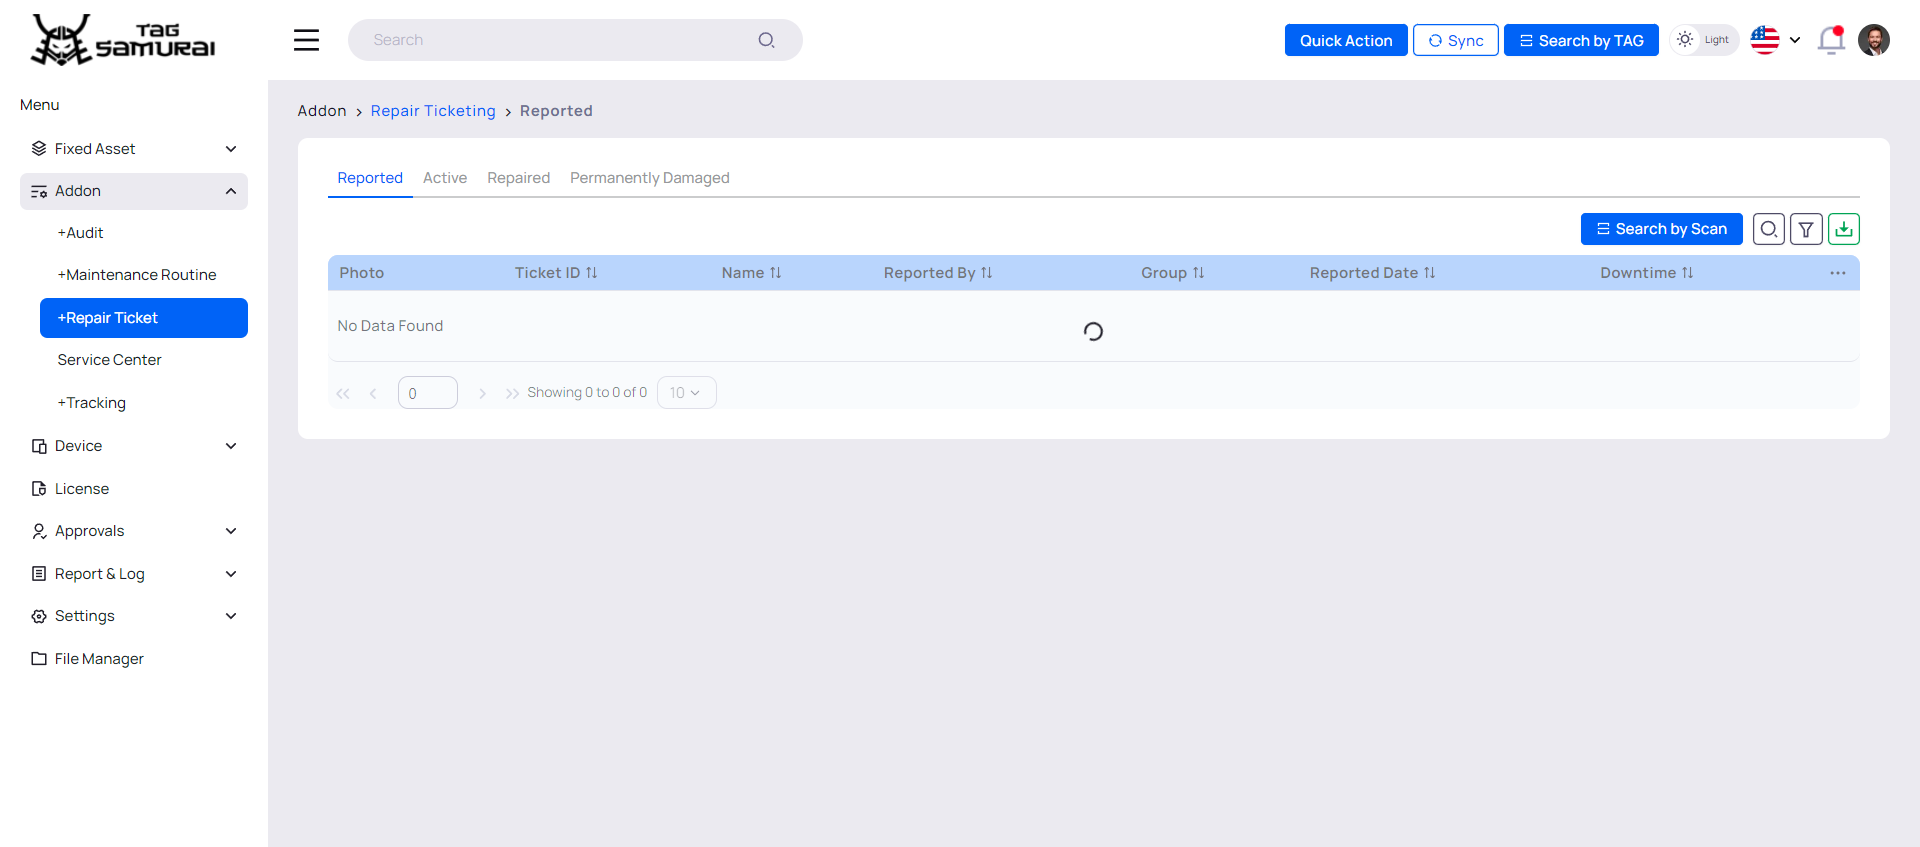 TAG
SAMURAI
Search
Quick Action
Sync
Search by TAG
Light
Menu
Fixed Asset
Addon
+Audit
+Maintenance Routine
+Repair Ticket
Service Center
+Tracking
Device
License
Approvals
Report & Log
Settings
File Manager
Addon > Repair Ticketing > Reported
Reported Active Repaired Permanently Damaged
Search by Scan
Photo Ticket ID Name Reported By Group Reported Date Downtime
No Data Found
0 Showing 0 to 0 of 0 10